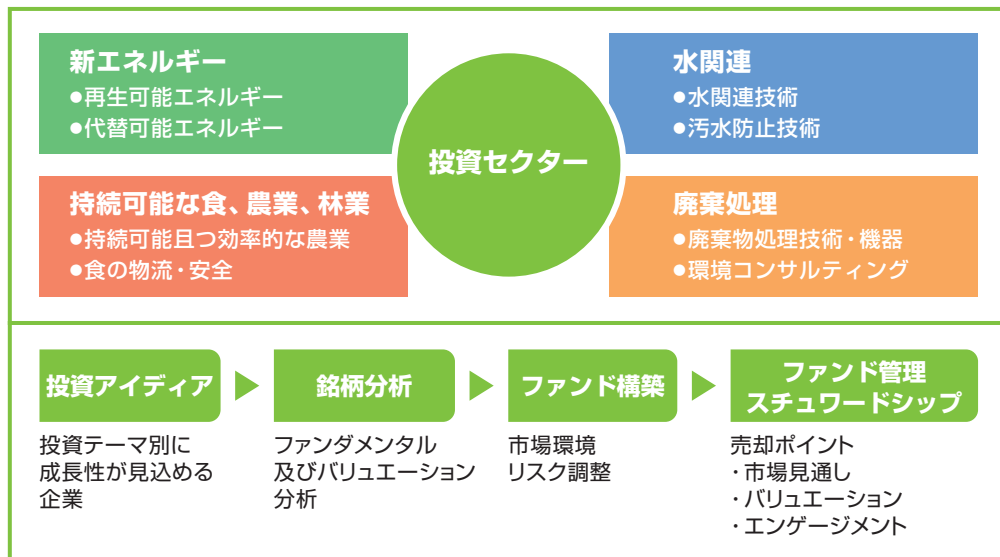 新エネルギー
●再生可能エネルギー
●代替可能エネルギー
水関連
●水関連技術
●汚水防止技術
投資セクター
持続可能な食、農業、林業
●持続可能且つ効率的な農業
●食の物流・安全
廃棄処理
●廃棄物処理技術・機器
●環境コンサルティング
投資アイディア
投資テーマ別に
成長性が見込める
企業
銘柄分析
ファンダメンタル
及びバリュエーション
分析
ファンド構築
市場環境
リスク調整
ファンド管理
スチュワードシップ
売却ポイント
・市場見通し
・バリュエーション
・エンゲージメント